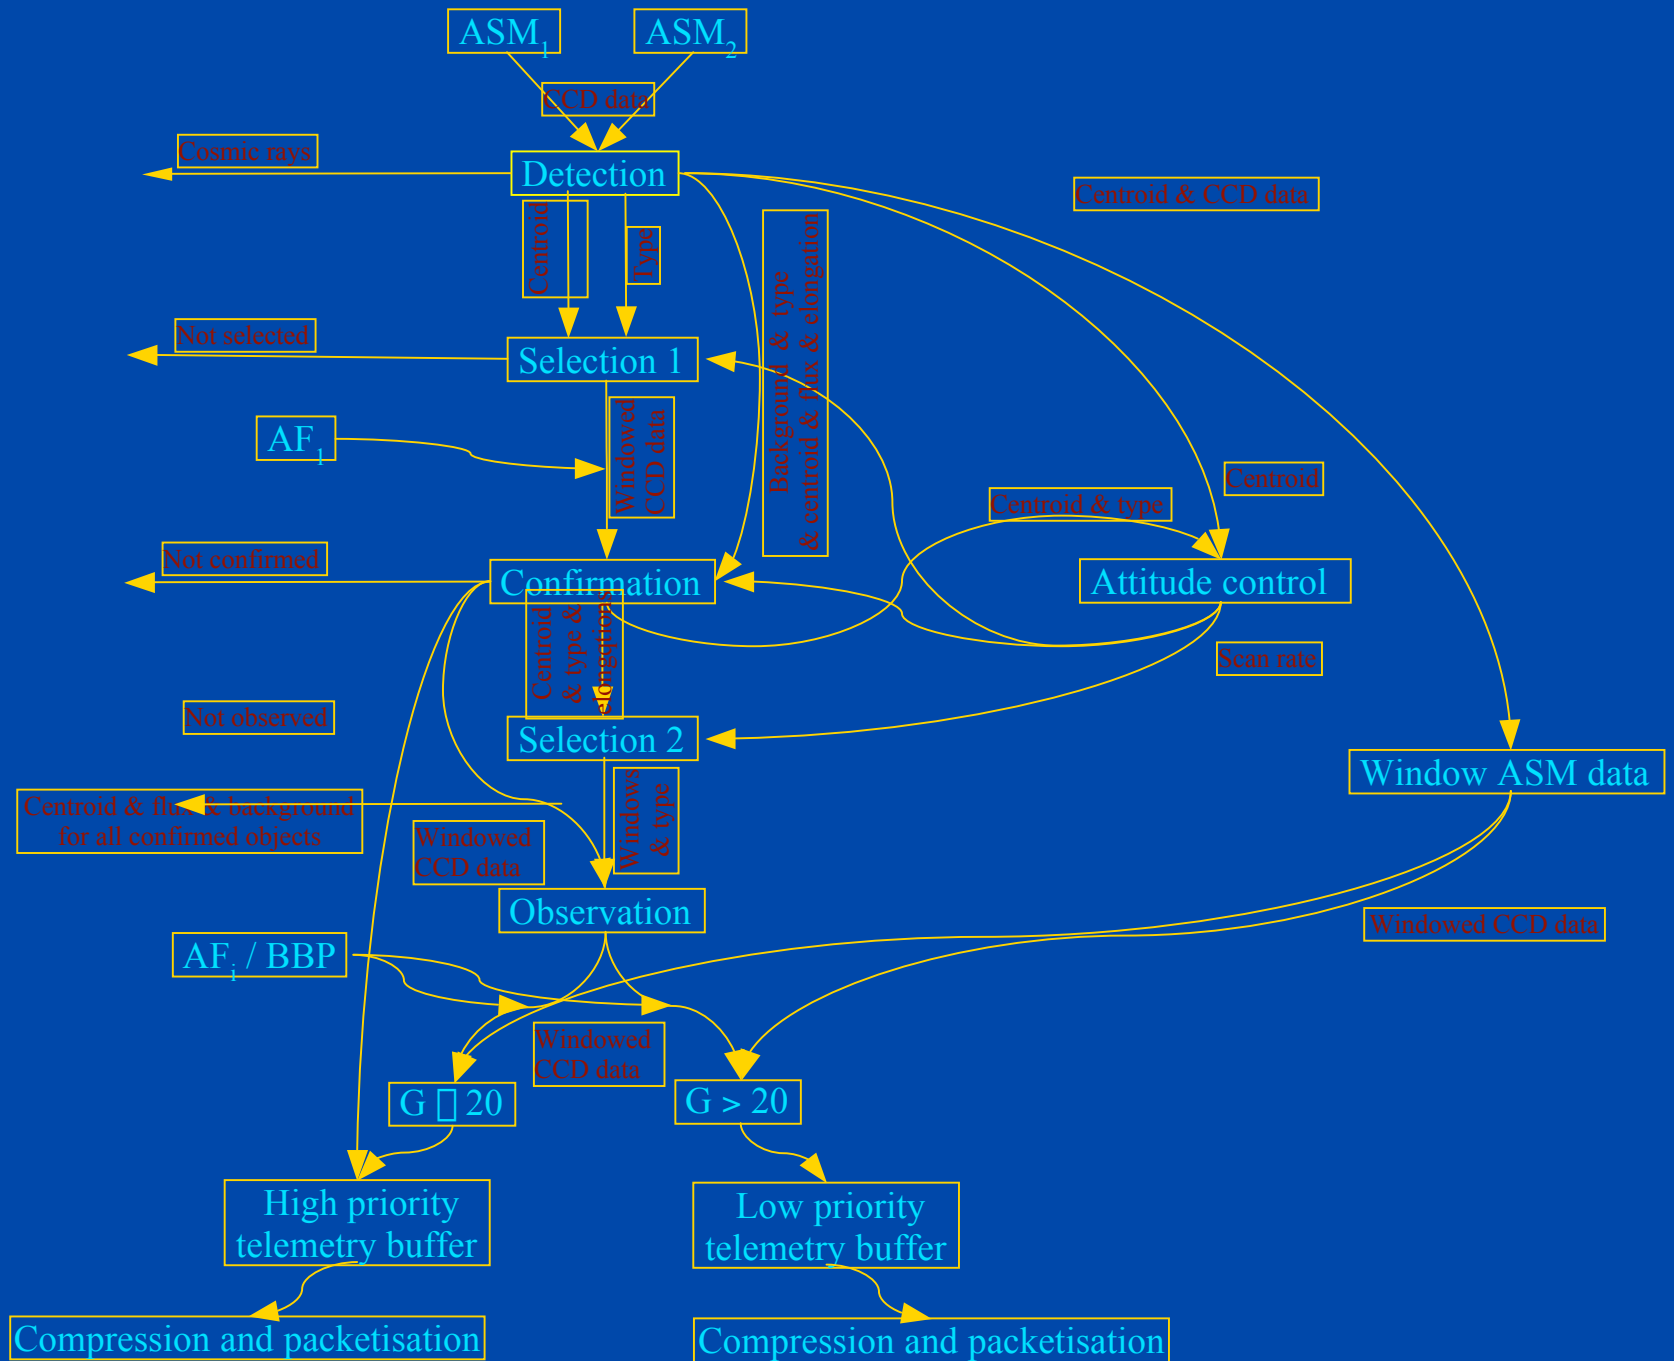 ASM1
ASM2
CCD data
Cosmic rays
Detection
Centroid & CCD data
Centroid
Type
Background & type
& centroid & flux & elongation
Not selected
Selection 1
AF1
Windowed
CCD data
Centroid
Centroid & type
Not confirmed
Confirmation
Attitude control
Centroid
& type &
Scan rate
Not observed
Selection 2
Window ASM data
Windows
& type
Centroid & flux & background
for all confirmed objects
Windowed
CCD data
Observation
Windowed CCD data
AFi / BBP
Windowed
CCD data
G 20
G > 20
High priority
telemetry buffer
Low priority
telemetry buffer
Compression and packetisation
Compression and packetisation